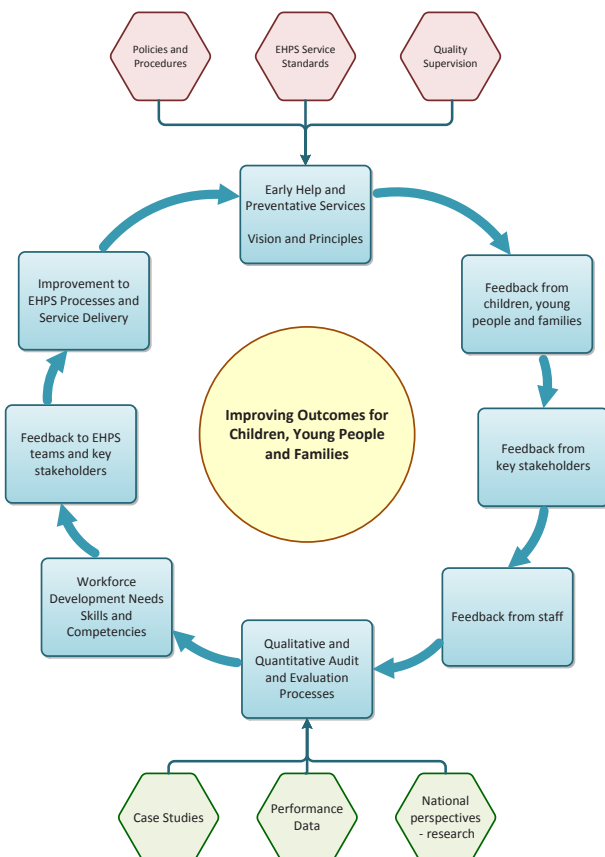 Policies and
Procedures
EHPS Service
Standards
Quality
Supervision
Early Help and
Preventative Services
Vision and Principles
Improvement to
EHPS Processes and
Service Delivery
Feedback from
children, young
people and families
Improving Outcomes for
Children, Young People
and Families
Feedback to EHPS
teams and key
stakeholders
Feedback from
key stakeholders
Workforce
Development Needs
Skills and
Competencies
Feedback from staff
Qualitative and
Quantitative Audit
and Evaluation
Processes
Case Studies
Performance
Data
National
perspectives
- research